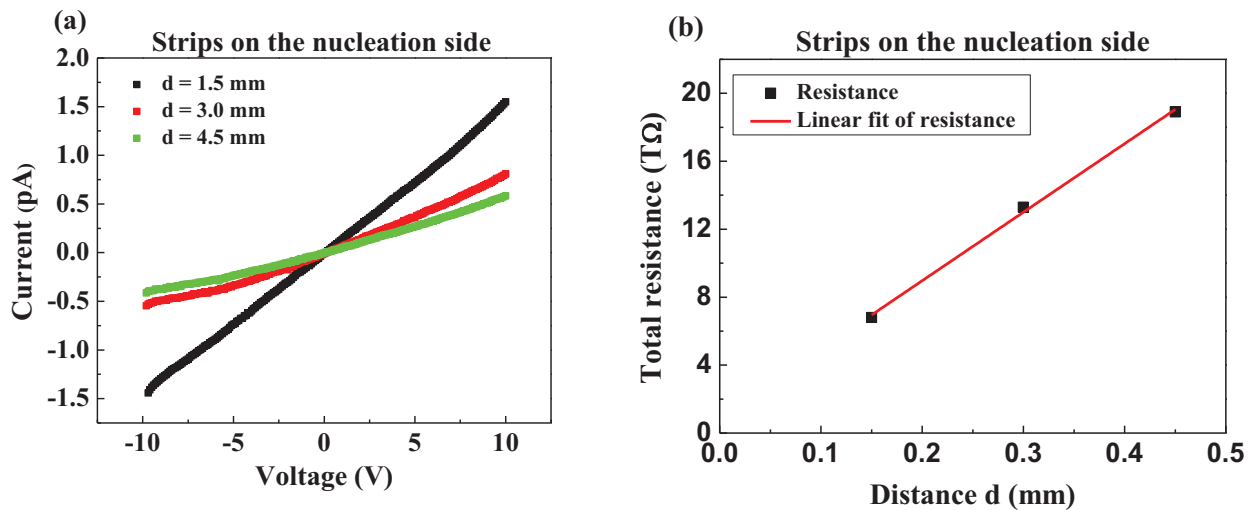 (a)
Strips on the nucleation side
2.0
1.5
1.0
0.5
0.0
-0.5
-1.0
-1.5
Current (pA)
d = 1.5 mm
d = 3.0 mm
d = 4.5 mm
-10 -5 0 5 10
Voltage (V)
(b)
Strips on the nucleation side
20
16
12
8
4
0
Total resistance (TΩ)
Resistance
Linear fit of resistance
0.0 0.1 0.2 0.3 0.4 0.5
Distance d (mm)